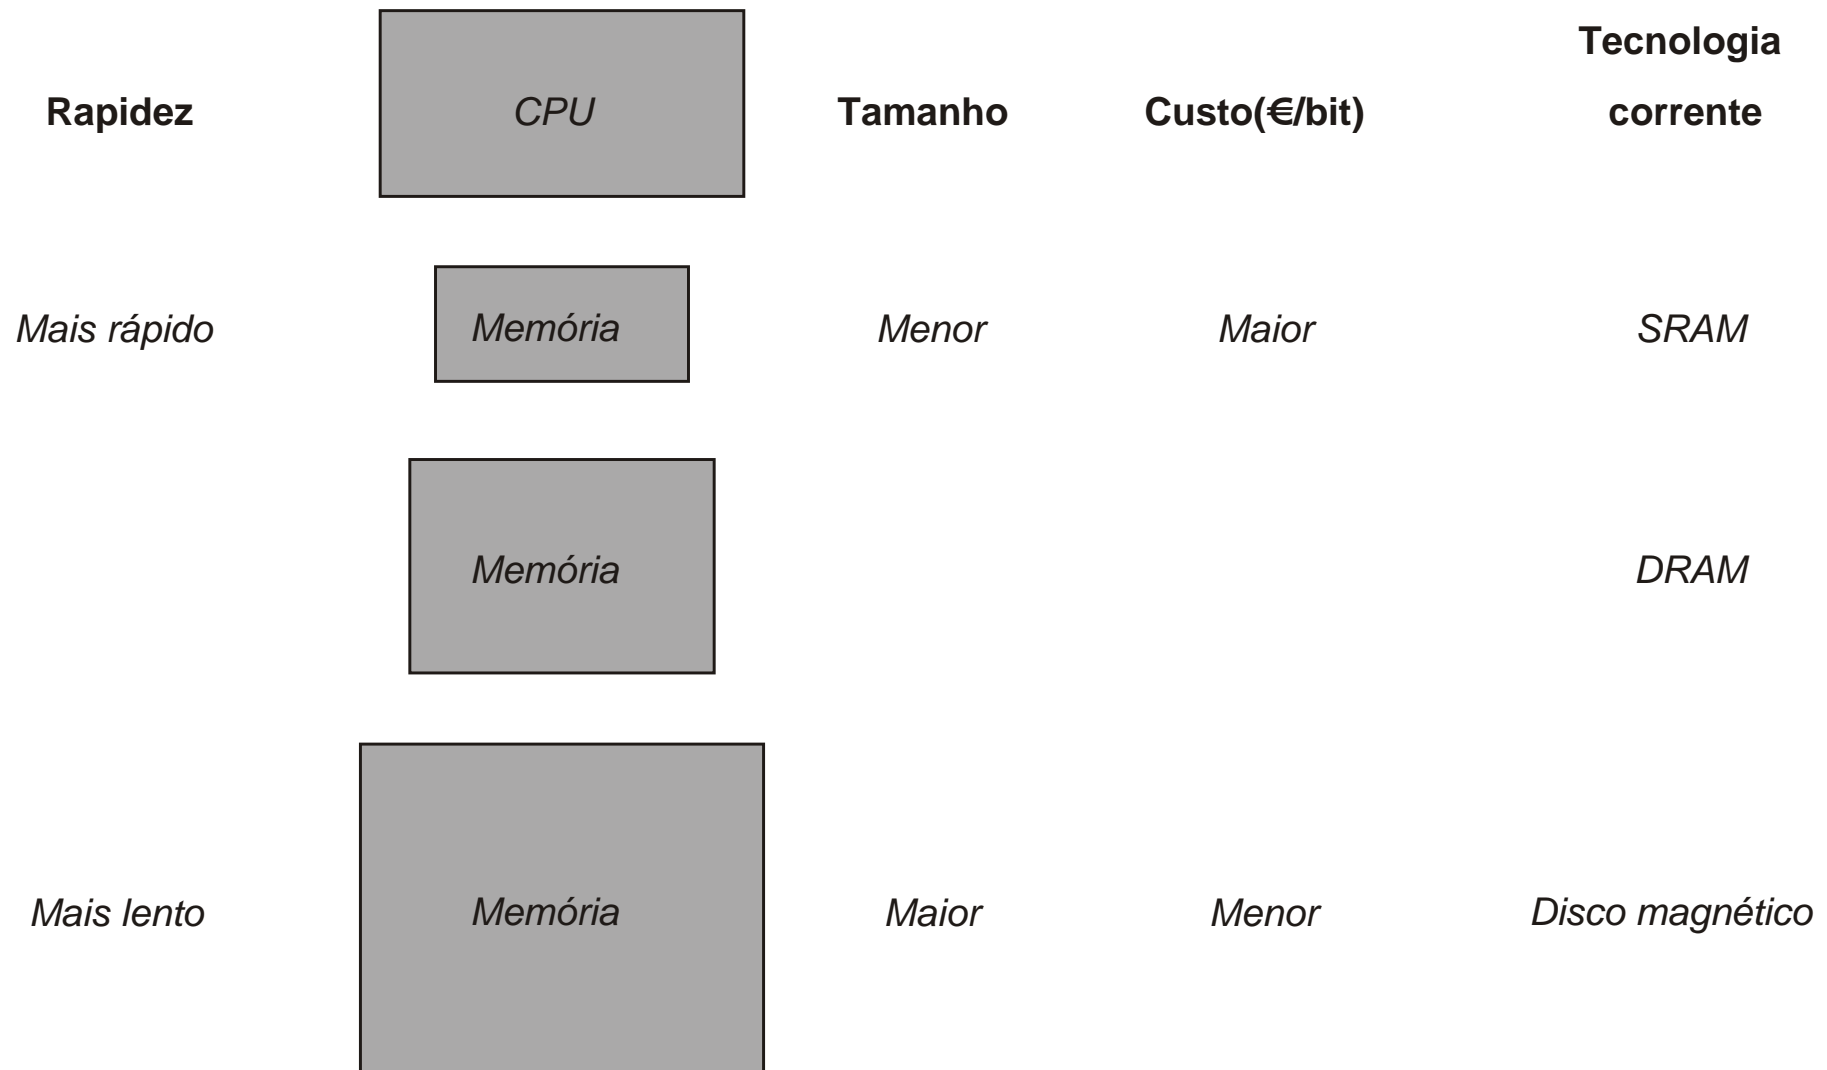 Tecnologia
Rapidez CPU Tamanho Custo(€/bit) corrente
Mais rápido Memória Menor Maior SRAM
Memória DRAM
Mais lento Memória Maior Menor Disco magnético